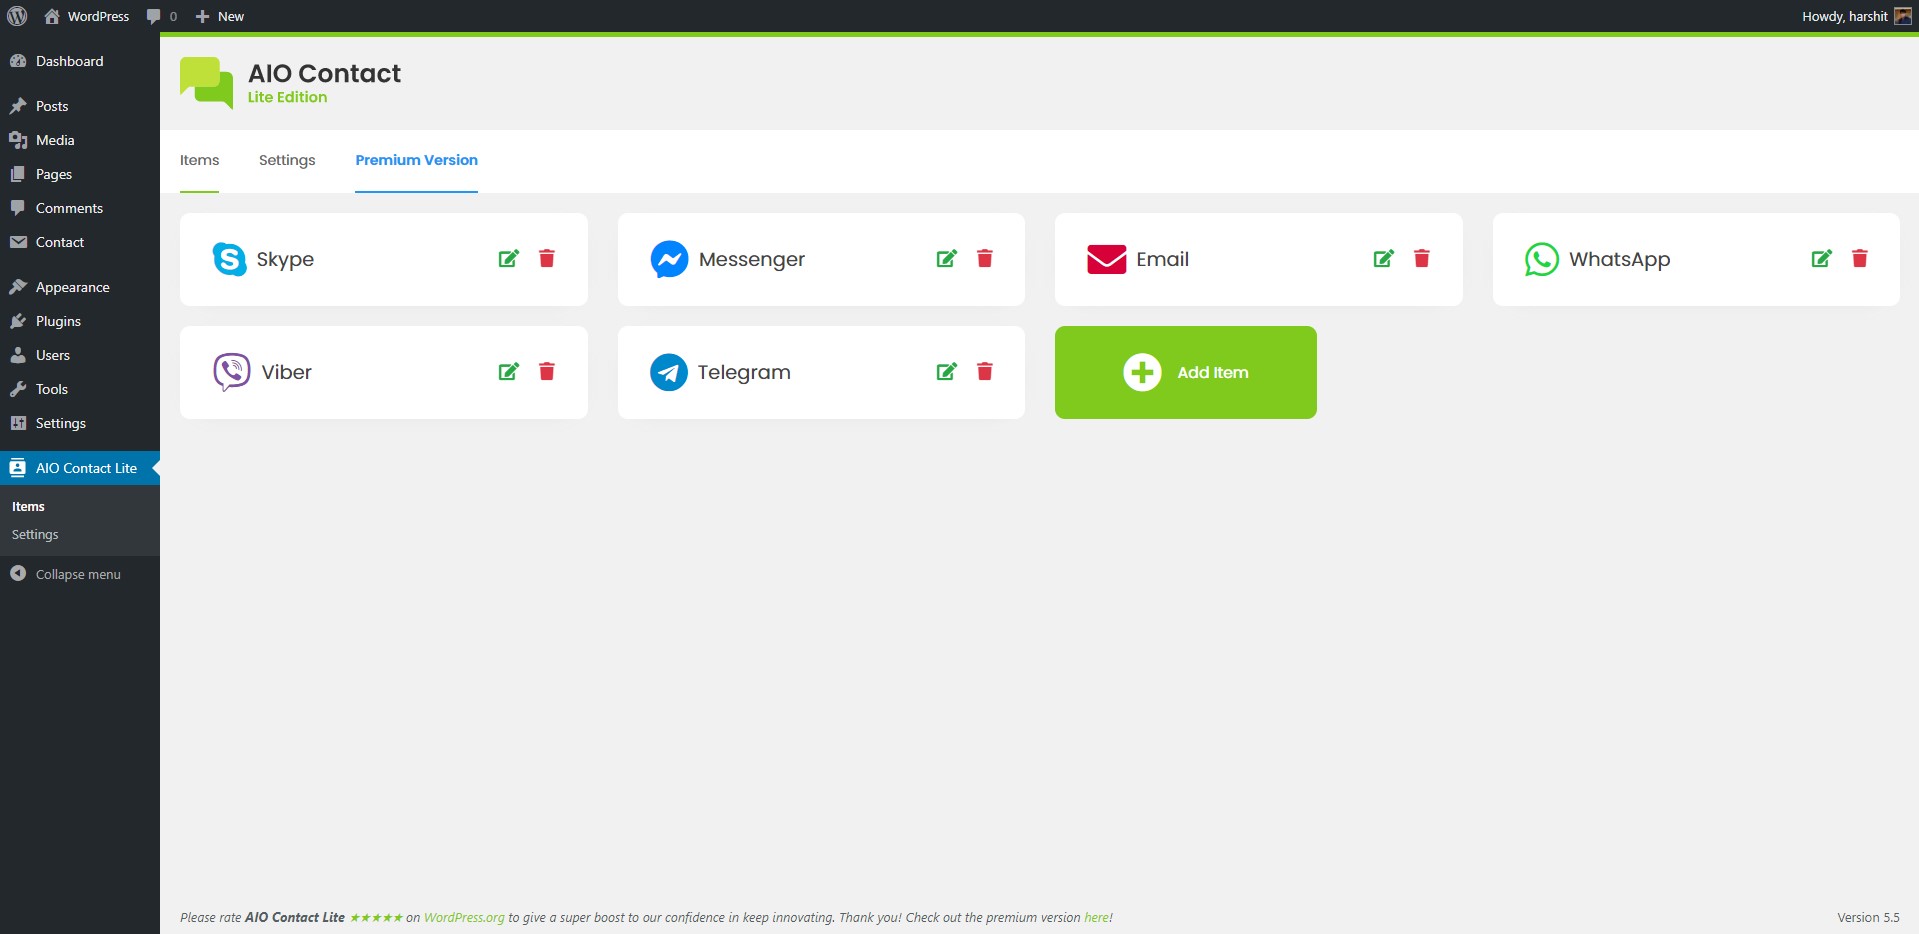 WordPress 0 New Howdy, harshit
Dashboard
Posts
Media
Pages
Comments
Contact
Appearance
Plugins
Users
Tools
Settings
AIO Contact Lite
Items
Settings
Collapse menu
AIO Contact
Lite Edition
Items Settings Premium Version
Skype Messenger Email WhatsApp
Viber Telegram Add Item
Please rate AIO Contact Lite ★★★★★ on WordPress.org to give a super boost to our confidence in keep innovating. Thank you! Check out the premium version here! Version 5.5